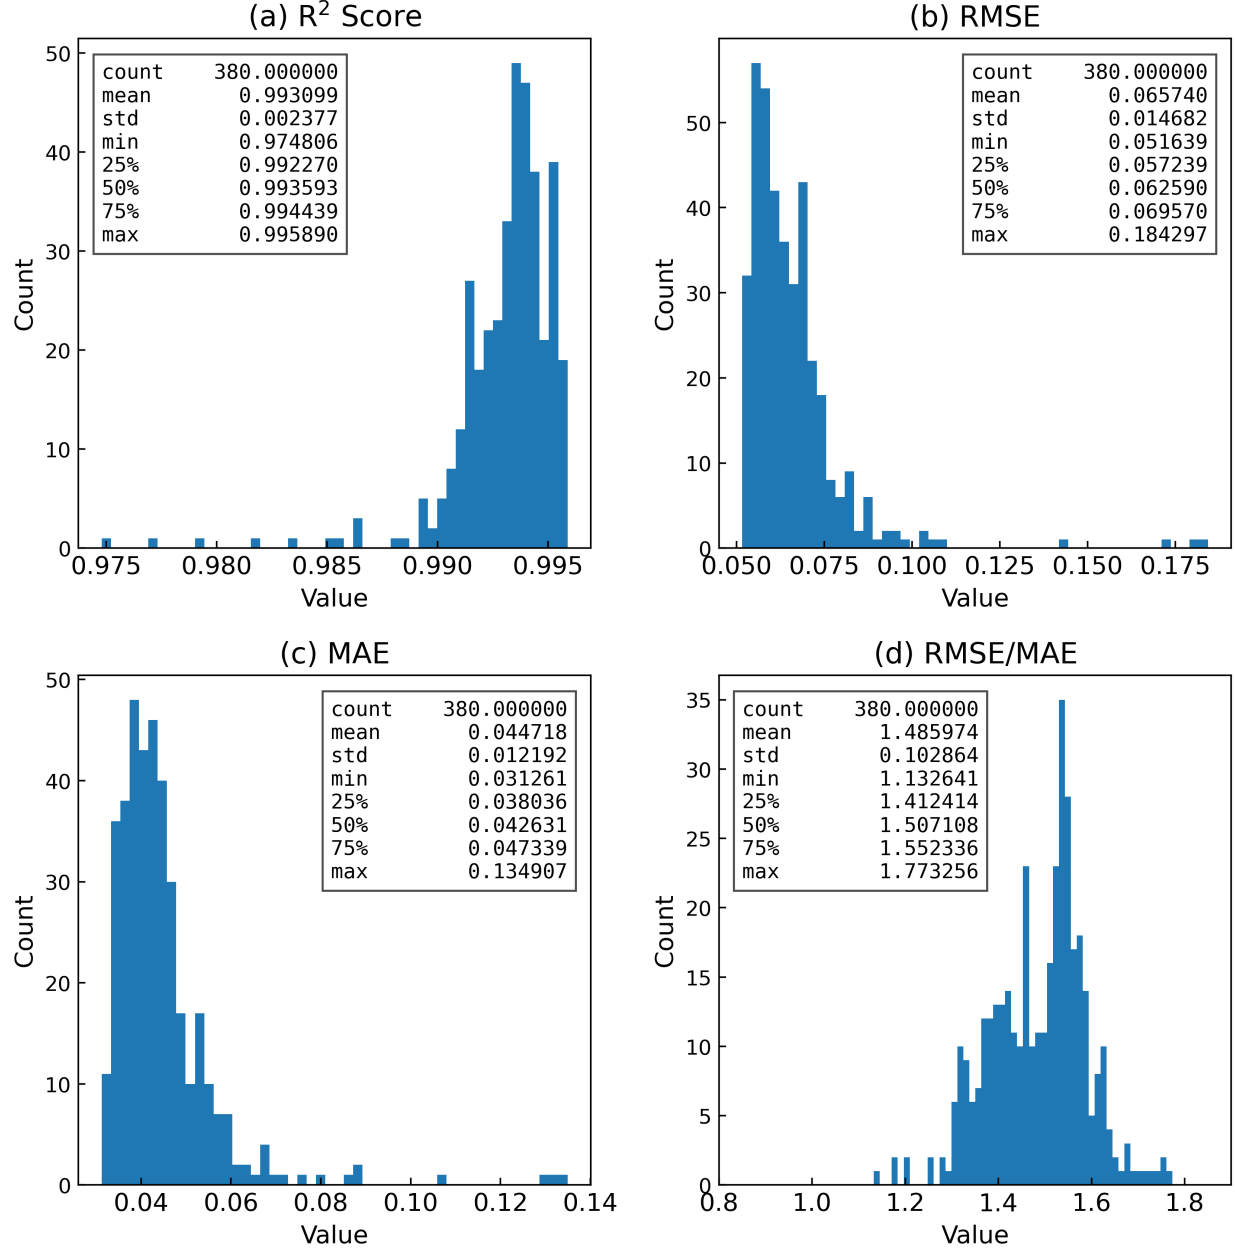 (a) R² Score
count 380.000000
mean 0.993099
std 0.002377
min 0.974806
25% 0.992270
50% 0.993593
75% 0.994439
max 0.995890
50
40
30
20
10
0
Count
0.975 0.980 0.985 0.990 0.995
Value
(b) RMSE
count 380.000000
mean 0.065740
std 0.014682
min 0.051639
25% 0.057239
50% 0.062590
75% 0.069570
max 0.184297
50
40
30
20
10
0
Count
0.050 0.075 0.100 0.125 0.150 0.175
Value
(c) MAE
count 380.000000
mean 0.044718
std 0.012192
min 0.031261
25% 0.038036
50% 0.042631
75% 0.047339
max 0.134907
50
40
30
20
10
0
Count
0.04 0.06 0.08 0.10 0.12 0.14
Value
(d) RMSE/MAE
count 380.000000
mean 1.485974
std 0.102864
min 1.132641
25% 1.412414
50% 1.507108
75% 1.552336
max 1.773256
35
30
25
20
15
10
5
0
Count
0.8 1.0 1.2 1.4 1.6 1.8
Value